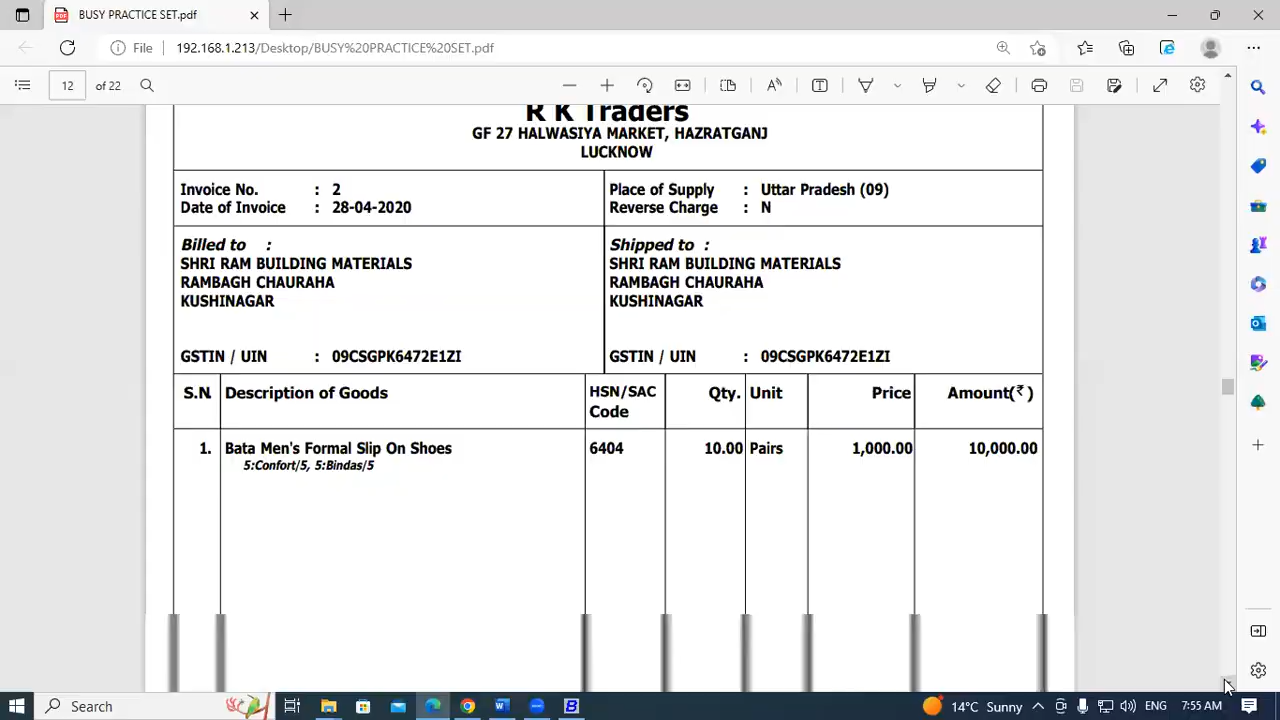 BUSY PRACTICE SET.pdf
File
192.168.1.213/Desktop/BUSY%20PRACTICE%20SET.pdf
12 of 22
R K Traders
GF 27 HALWASIYA MARKET, HAZRATGANJ
LUCKNOW
Invoice No. : 2
Date of Invoice : 28-04-2020
Place of Supply : Uttar Pradesh (09)
Reverse Charge : N
Billed to :
SHRI RAM BUILDING MATERIALS
RAMBAGH CHAURAHA
KUSHINAGAR
GSTIN / UIN : 09CSGPK6472E1ZI
Shipped to :
SHRI RAM BUILDING MATERIALS
RAMBAGH CHAURAHA
KUSHINAGAR
GSTIN / UIN : 09CSGPK6472E1ZI
S.N. Description of Goods HSN/SAC Code Qty. Unit Price Amount(₹)
1. Bata Men's Formal Slip On Shoes 6404 10.00 Pairs 1,000.00 10,000.00
5:Confort/5, 5:Bindas/5
Search
14°C Sunny
ENG
7:55 AM